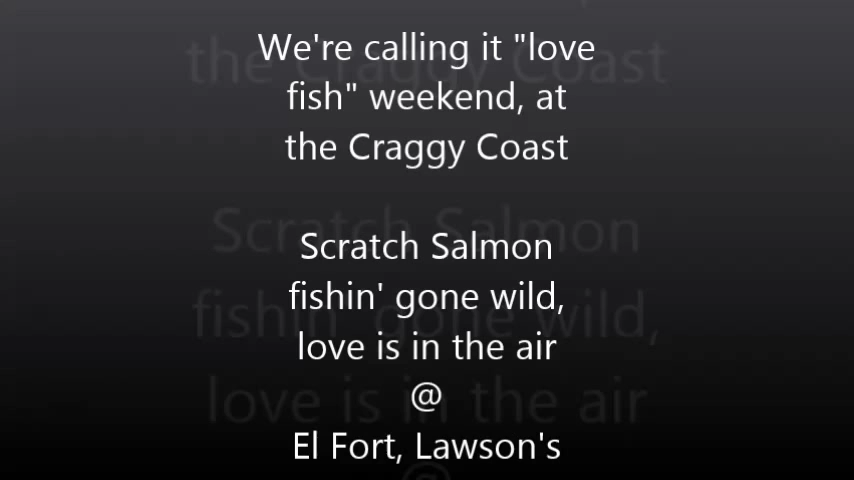 We're calling it "love
fish" weekend, at
the Craggy Coast
Scratch Salmon
fishin' gone wild,
love is in the air
@
El Fort, Lawson's